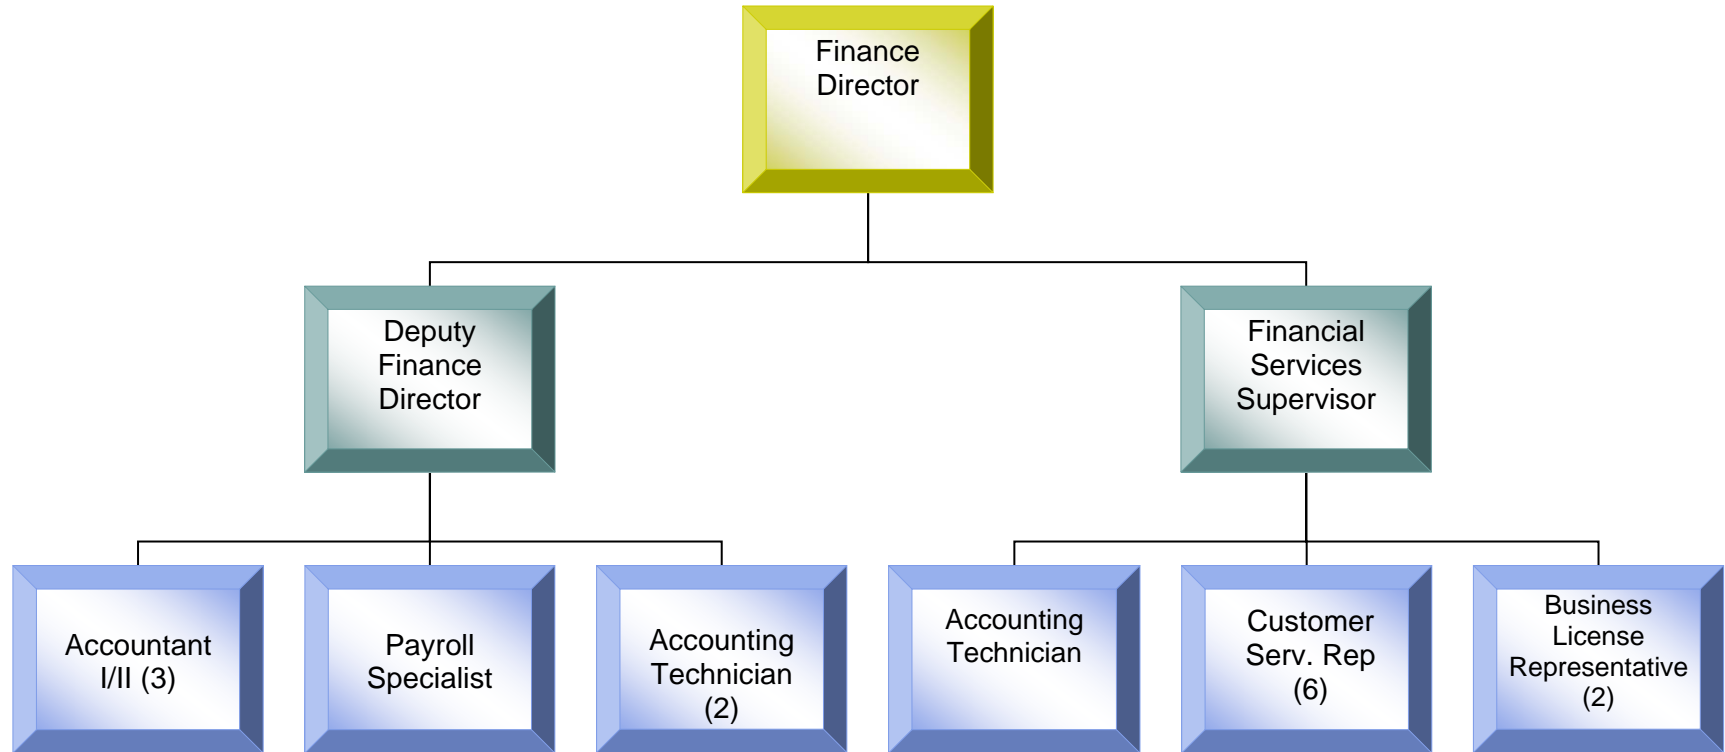 Finance
Director
Deputy
Finance
Director
Financial
Services
Supervisor
Accountant
I/II (3)
Payroll
Specialist
Accounting
Technician
(2)
Accounting
Technician
Customer
Serv. Rep
(6)
Business
License
Representative
(2)